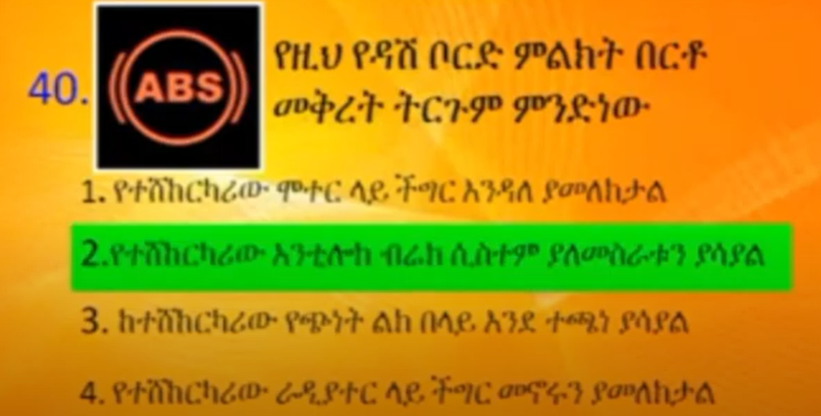 40.
ABS
የዚህ የዳሽ ቦርድ ምልክት በርቶ
መቅረት ትርጉም ምንድነው
1. የተሽከርካሪው ሞተር ላይ ችግር እንዳለ ያመለክታል
2.የተሽከርካሪው አንቲሎክ ብሬክ ሲስተም ያለመስራቱን ያሳያል
3. ከተሽከርካሪው የጭነት ልክ በላይ እንደ ተጫነ ያሳያል
4. የተሽከርካሪው ራዲያተር ላይ ችግር መኖሩን ያመለክታል